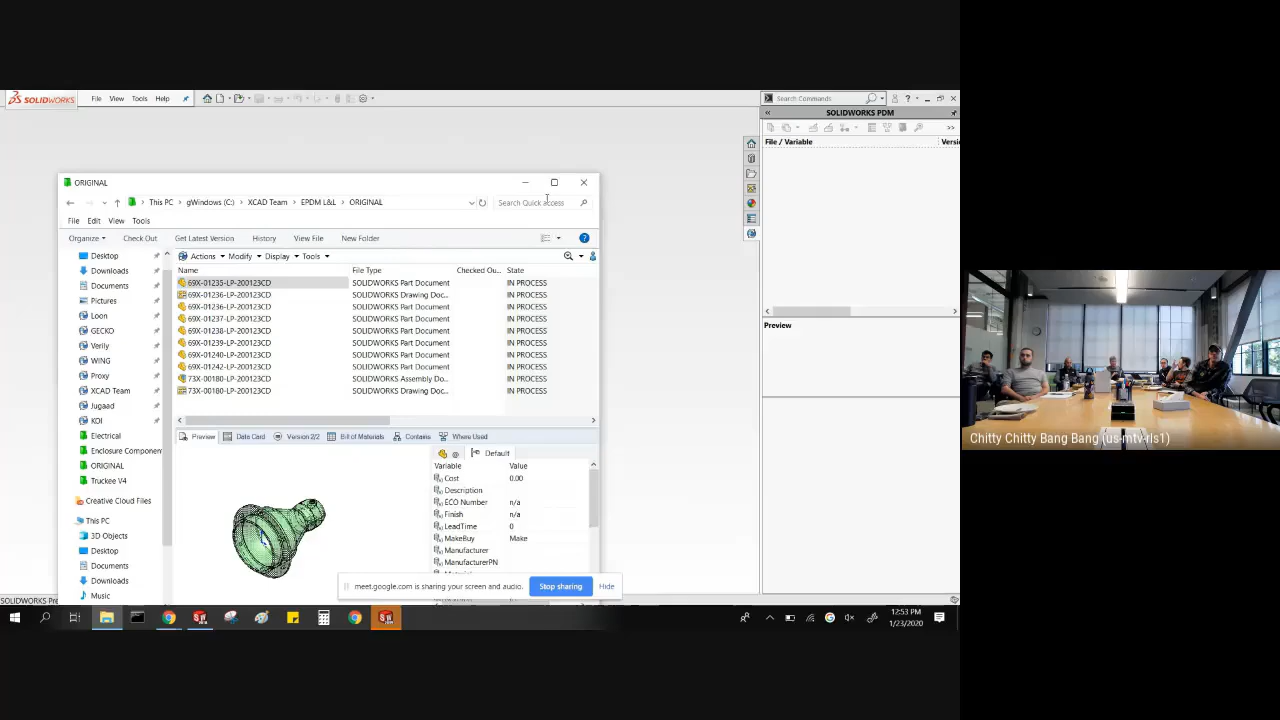 SOLIDWORKS File View Tools Help Search Commands
SOLIDWORKS PDM
File / Variable Versi
ORIGINAL
This PC gWindows (C:) XCAD Team EPDM L&L ORIGINAL Search Quick access
File Edit View Tools
Organize Check Out Get Latest Version History View File New Folder
Actions Modify Display Tools
Name File Type Checked Ou... State
69X-01235-LP-200123CD SOLIDWORKS Part Document IN PROCESS
69X-01236-LP-200123CD SOLIDWORKS Drawing Doc... IN PROCESS
69X-01236-LP-200123CD SOLIDWORKS Part Document IN PROCESS
69X-01237-LP-200123CD SOLIDWORKS Part Document IN PROCESS
69X-01238-LP-200123CD SOLIDWORKS Part Document IN PROCESS
69X-01239-LP-200123CD SOLIDWORKS Part Document IN PROCESS
69X-01240-LP-200123CD SOLIDWORKS Part Document IN PROCESS
69X-01242-LP-200123CD SOLIDWORKS Part Document IN PROCESS
73X-00180-LP-200123CD SOLIDWORKS Assembly Do... IN PROCESS
73X-00180-LP-200123CD SOLIDWORKS Drawing Doc... IN PROCESS
Desktop
Downloads
Documents
Pictures
Loon
GECKO
Verily
WING
Proxy
XCAD Team
Jugaad
KOI
Electrical
Enclosure Componen
ORIGINAL
Truckee V4
Creative Cloud Files
This PC
3D Objects
Desktop
Documents
Downloads
Music
Preview Data Card Version 2/2 Bill of Materials Contains Where Used
@ Default
Variable Value
Cost 0.00
Description
ECO Number n/a
Finish n/a
LeadTime 0
MakeBuy Make
Manufacturer
ManufacturerPN
meet.google.com is sharing your screen and audio. Stop sharing Hide
Preview
SOLIDWORKS Pre
12:53 PM
1/23/2020
Chitty Chitty Bang Bang (us-mtv-rls1)